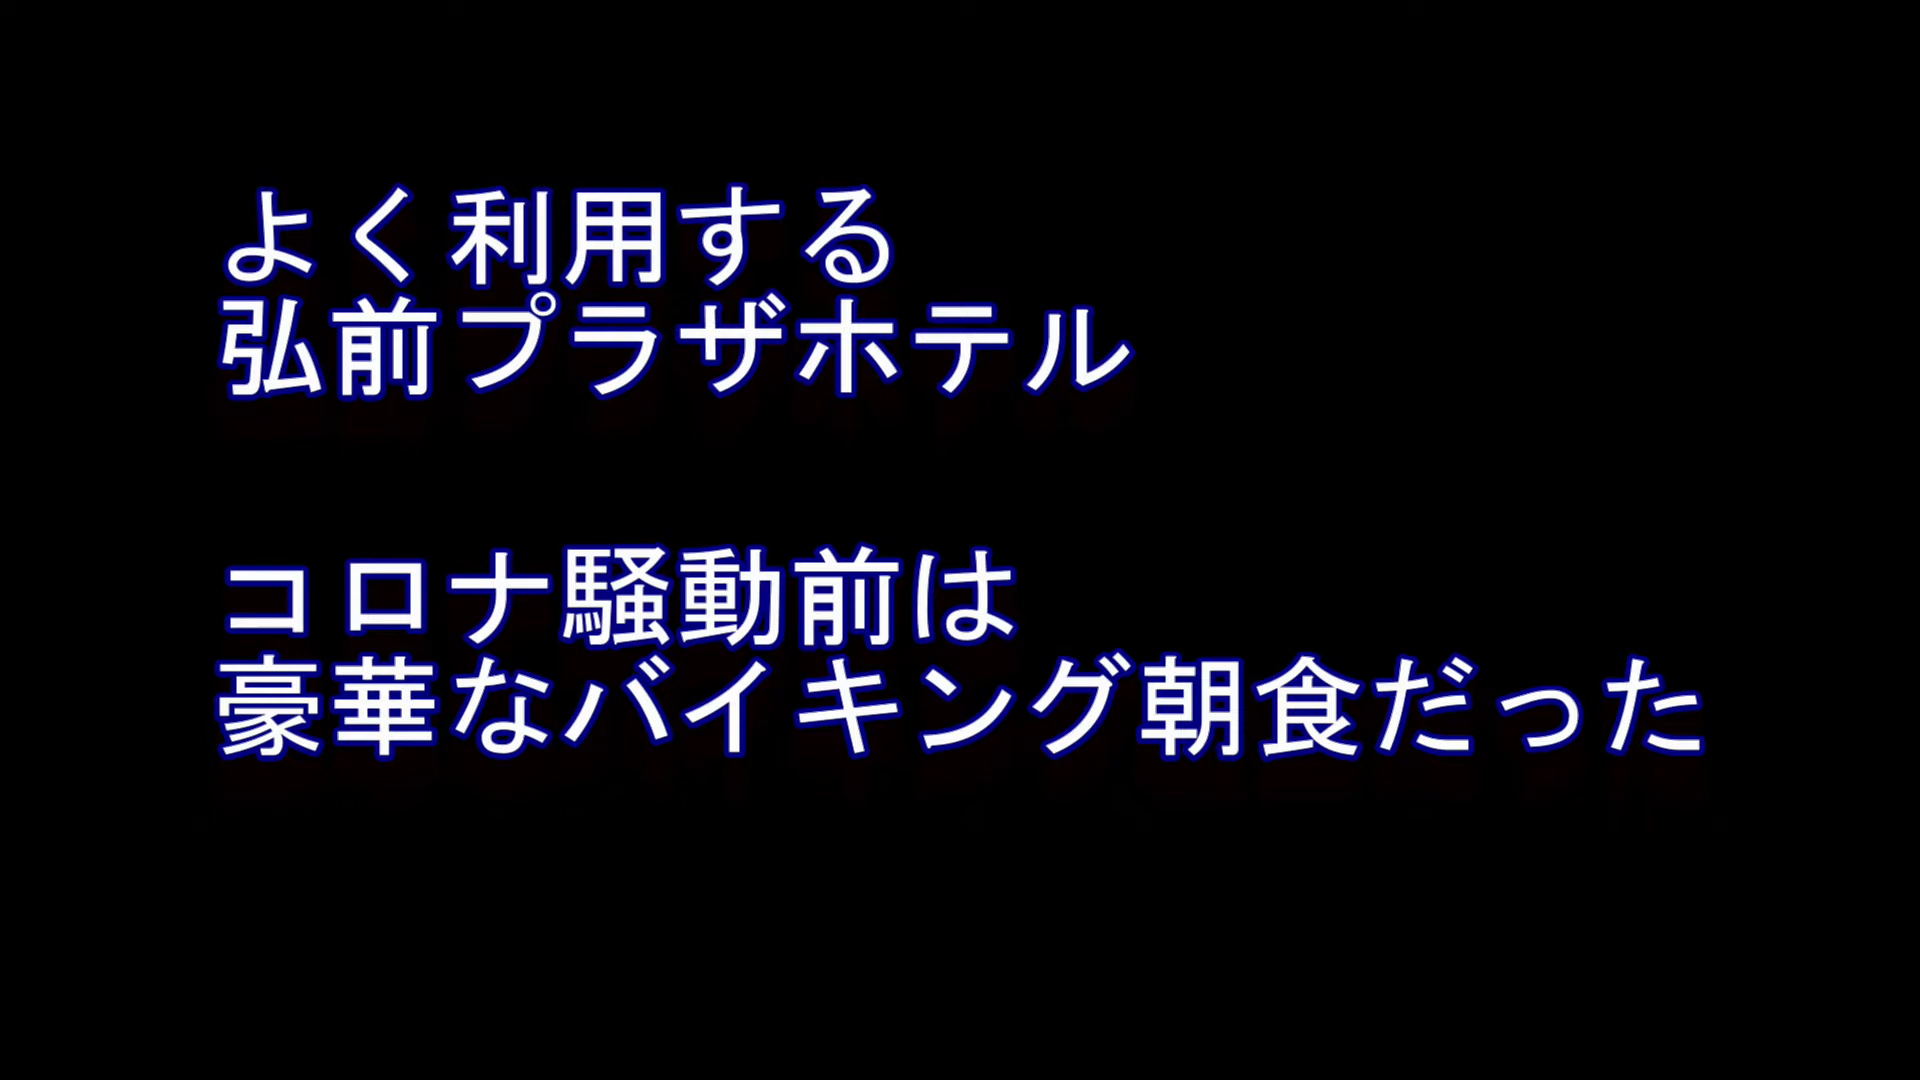 よく利用する
弘前プラザホテル
コロナ騒動前は
豪華なバイキング朝食だった